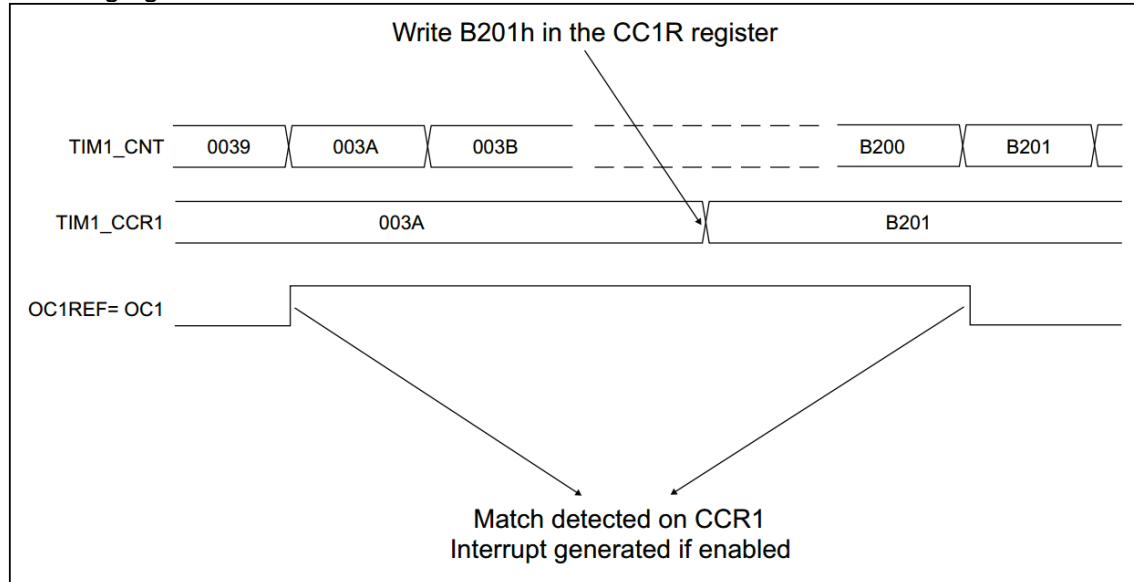 Write B201h in the CC1R register
TIM1_CNT 0039 003A 003B B200 B201
TIM1_CCR1 003A B201
OC1REF= OC1
Match detected on CCR1
Interrupt generated if enabled